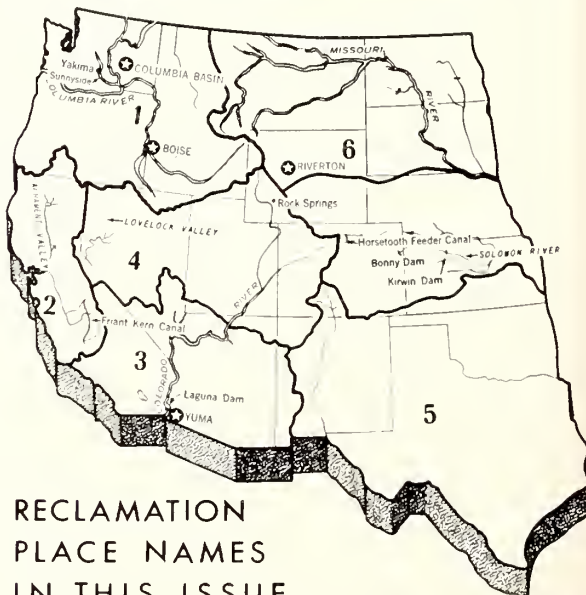 MISSOURI
RIVER
Yakima
COLUMBIA BASIN
Sunnyside
COLUMBIA RIVER
1
6
BOISE
RIVERTON
Rock Springs
VALLEY
LOVELOCK VALLEY
Horsetooth Feeder Canal
SOLOMON RIVER
Bonny Dam
Kirwin Dam
4
2
RIVER
Friant Kern Canal
3
COLORADO
Laguna Dam
YUMA
5
RECLAMATION
PLACE NAMES
IN THIS ISSUE